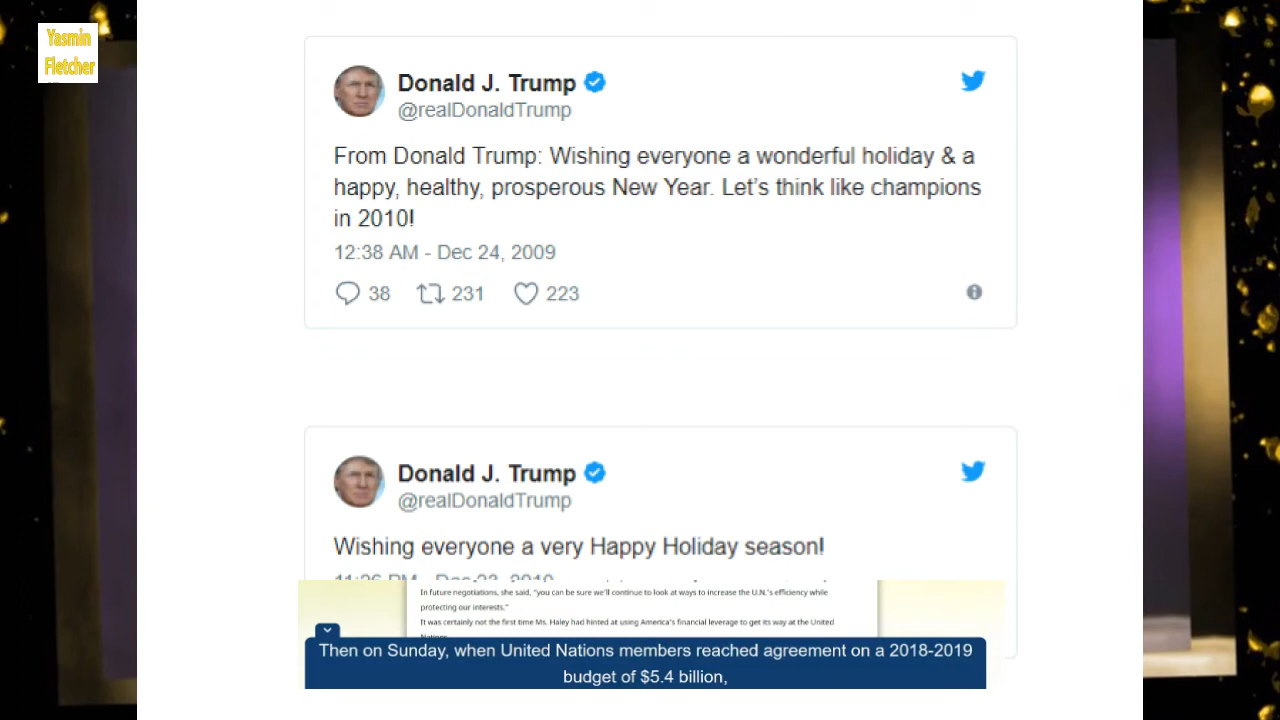 Yasmin
Fletcher
Donald J. Trump
@realDonaldTrump
From Donald Trump: Wishing everyone a wonderful holiday & a
happy, healthy, prosperous New Year. Let’s think like champions
in 2010!
12:38 AM - Dec 24, 2009
38 231 223
Donald J. Trump
@realDonaldTrump
Wishing everyone a very Happy Holiday season!
In future negotiations, she said, "you can be sure we'll continue to look at ways to increase the U.N.'s efficiency while
protecting our interests."
It was certainly not the first time Ms. Haley had hinted at using America's financial leverage to get its way at the United
Then on Sunday, when United Nations members reached agreement on a 2018-2019
budget of $5.4 billion,